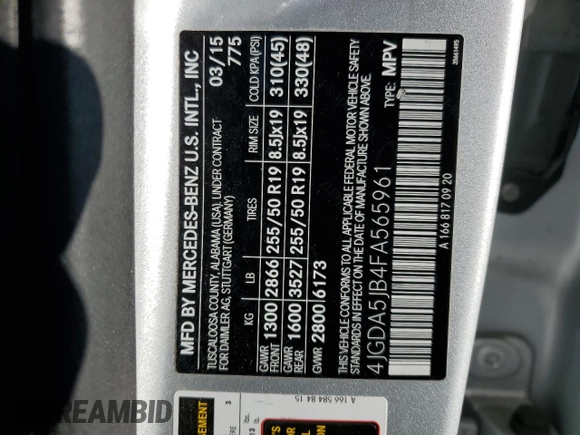 MFD BY MERCEDES-BENZ U.S. INTL., INC
TUSCALOOSA COUNTY, ALABAMA (USA), UNDER CONTRACT
FOR DAIMLER AG, STUTTGART (GERMANY)
03/15
775
KG LB TIRES RIM SIZE COLD KPA(PSI)
GAWR FRONT 1300 2866 255/50 R19 8.5Jx19 310(45)
GAWR REAR 1600 3527 255/50 R19 8.5Jx19 330(48)
GVWR 2800 6173
THIS VEHICLE CONFORMS TO ALL APPLICABLE FEDERAL MOTOR VEHICLE SAFETY
STANDARDS IN EFFECT ON THE DATE OF MANUFACTURE SHOWN ABOVE.
4JGDA5JB4FA565961 TYPE: MPV
A 166 817 09 20
35661495
A 166 584 84 15